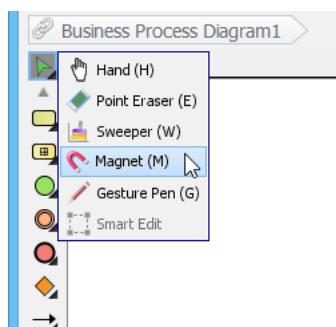 Business Process Diagram1
Hand (H)
Point Eraser (E)
Sweeper (W)
Magnet (M)
Gesture Pen (G)
Smart Edit